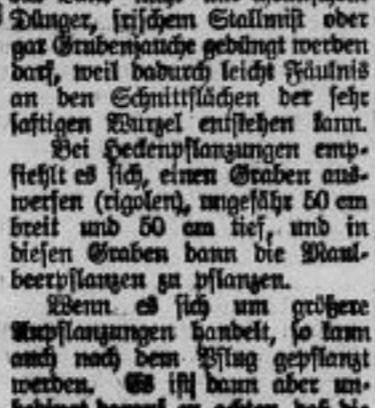 Dünger, frischem Stallmist oder
gar Grubenjauche gedüngt werden
darf, weil dadurch leicht Fäulnis
an den Schnittflächen der sehr
saftigen Wurzel entstehen kann.
Bei Heckenpflanzungen emp-
fiehlt es sich, einen Graben aus-
werfen (rigolen), ungefähr 50 cm
breit und 50 cm tief, und in
diesen Graben dann die Maul-
beerpflanzen zu pflanzen.
Wenn es sich um größere
Anpflanzungen handelt, so kann
auch nach dem Pflug gepflanzt
werden. Es ist dann aber un-